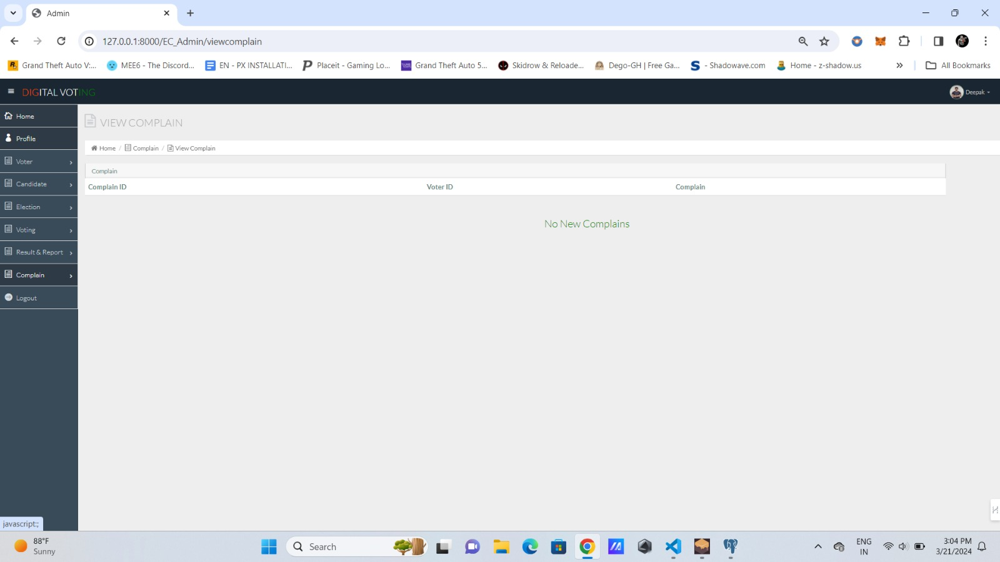 Admin
127.0.0.1:8000/EC_Admin/viewcomplain
Grand Theft Auto V:...
MEE6 - The Discord...
EN - PX INSTALLATI...
Placeit - Gaming Lo...
Grand Theft Auto 5...
Skidrow & Reloade...
Dego-GH | Free Ga...
- Shadowave.com
Home - z-shadow.us
»
All Bookmarks
DIGITAL VOTING
Deepak
Home
Profile
Voter
Candidate
Election
Voting
Result & Report
Complain
Logout
VIEW COMPLAIN
Home / Complain / View Complain
Complain
Complain ID Voter ID Complain
No New Complains
javascript:;
88°F
Sunny
Search
ENG
IN
3:04 PM
3/21/2024